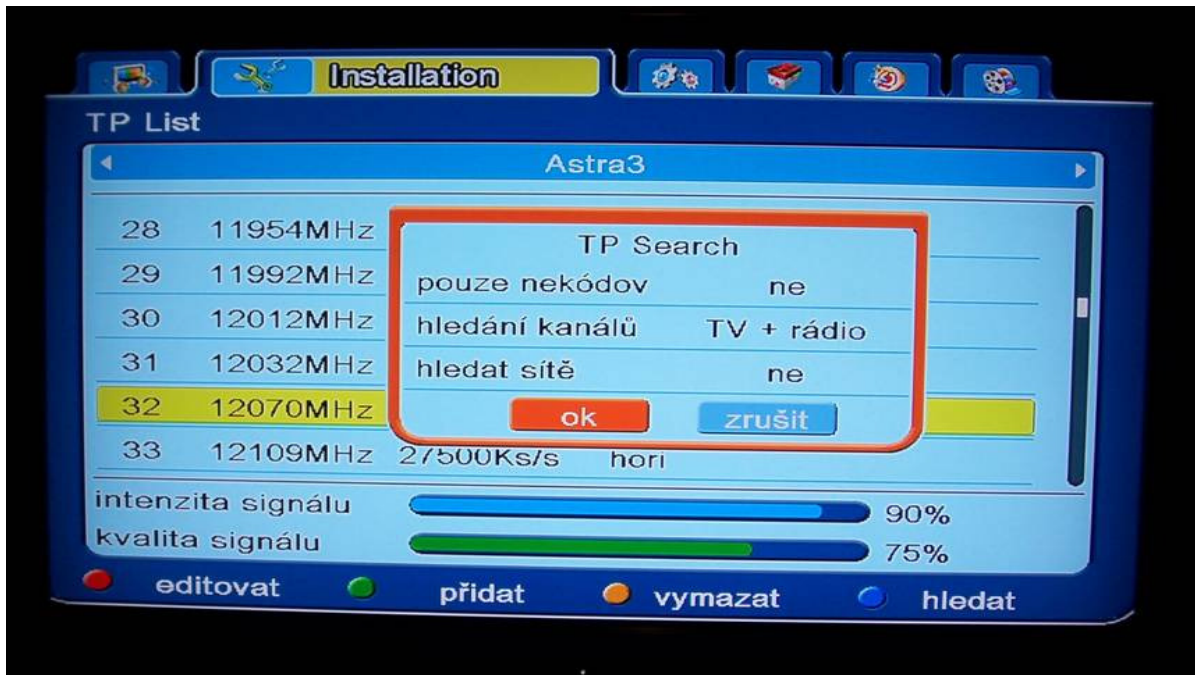 Installation
TP List
Astra3
28 11954MHz
29 11992MHz
30 12012MHz
31 12032MHz
32 12070MHz
33 12109MHz 27500Ks/s hori
TP Search
pouze nekódov ne
hledání kanálů TV + rádio
hledat sítě ne
ok zrušit
intenzita signálu 90%
kvalita signálu 75%
editovat přidat vymazat hledat